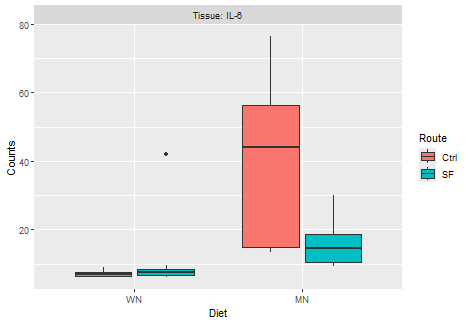 Tissue: IL-6
80
60
40
20
Counts
WN
MN
Diet
Route
Ctrl
SF